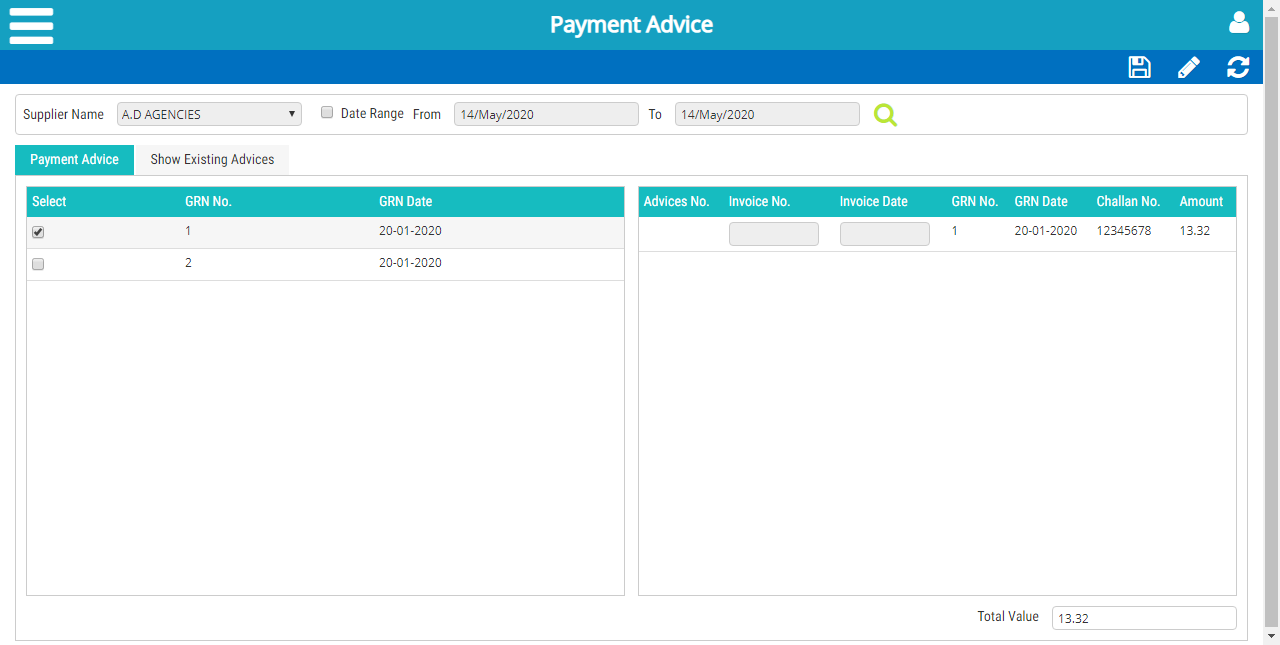 Payment Advice
Supplier Name A.D AGENCIES Date Range From 14/May/2020 To 14/May/2020
Payment Advice Show Existing Advices
Select GRN No. GRN Date
1 20-01-2020
2 20-01-2020
Advices No. Invoice No. Invoice Date GRN No. GRN Date Challan No. Amount
1 20-01-2020 12345678 13.32
Total Value 13.32